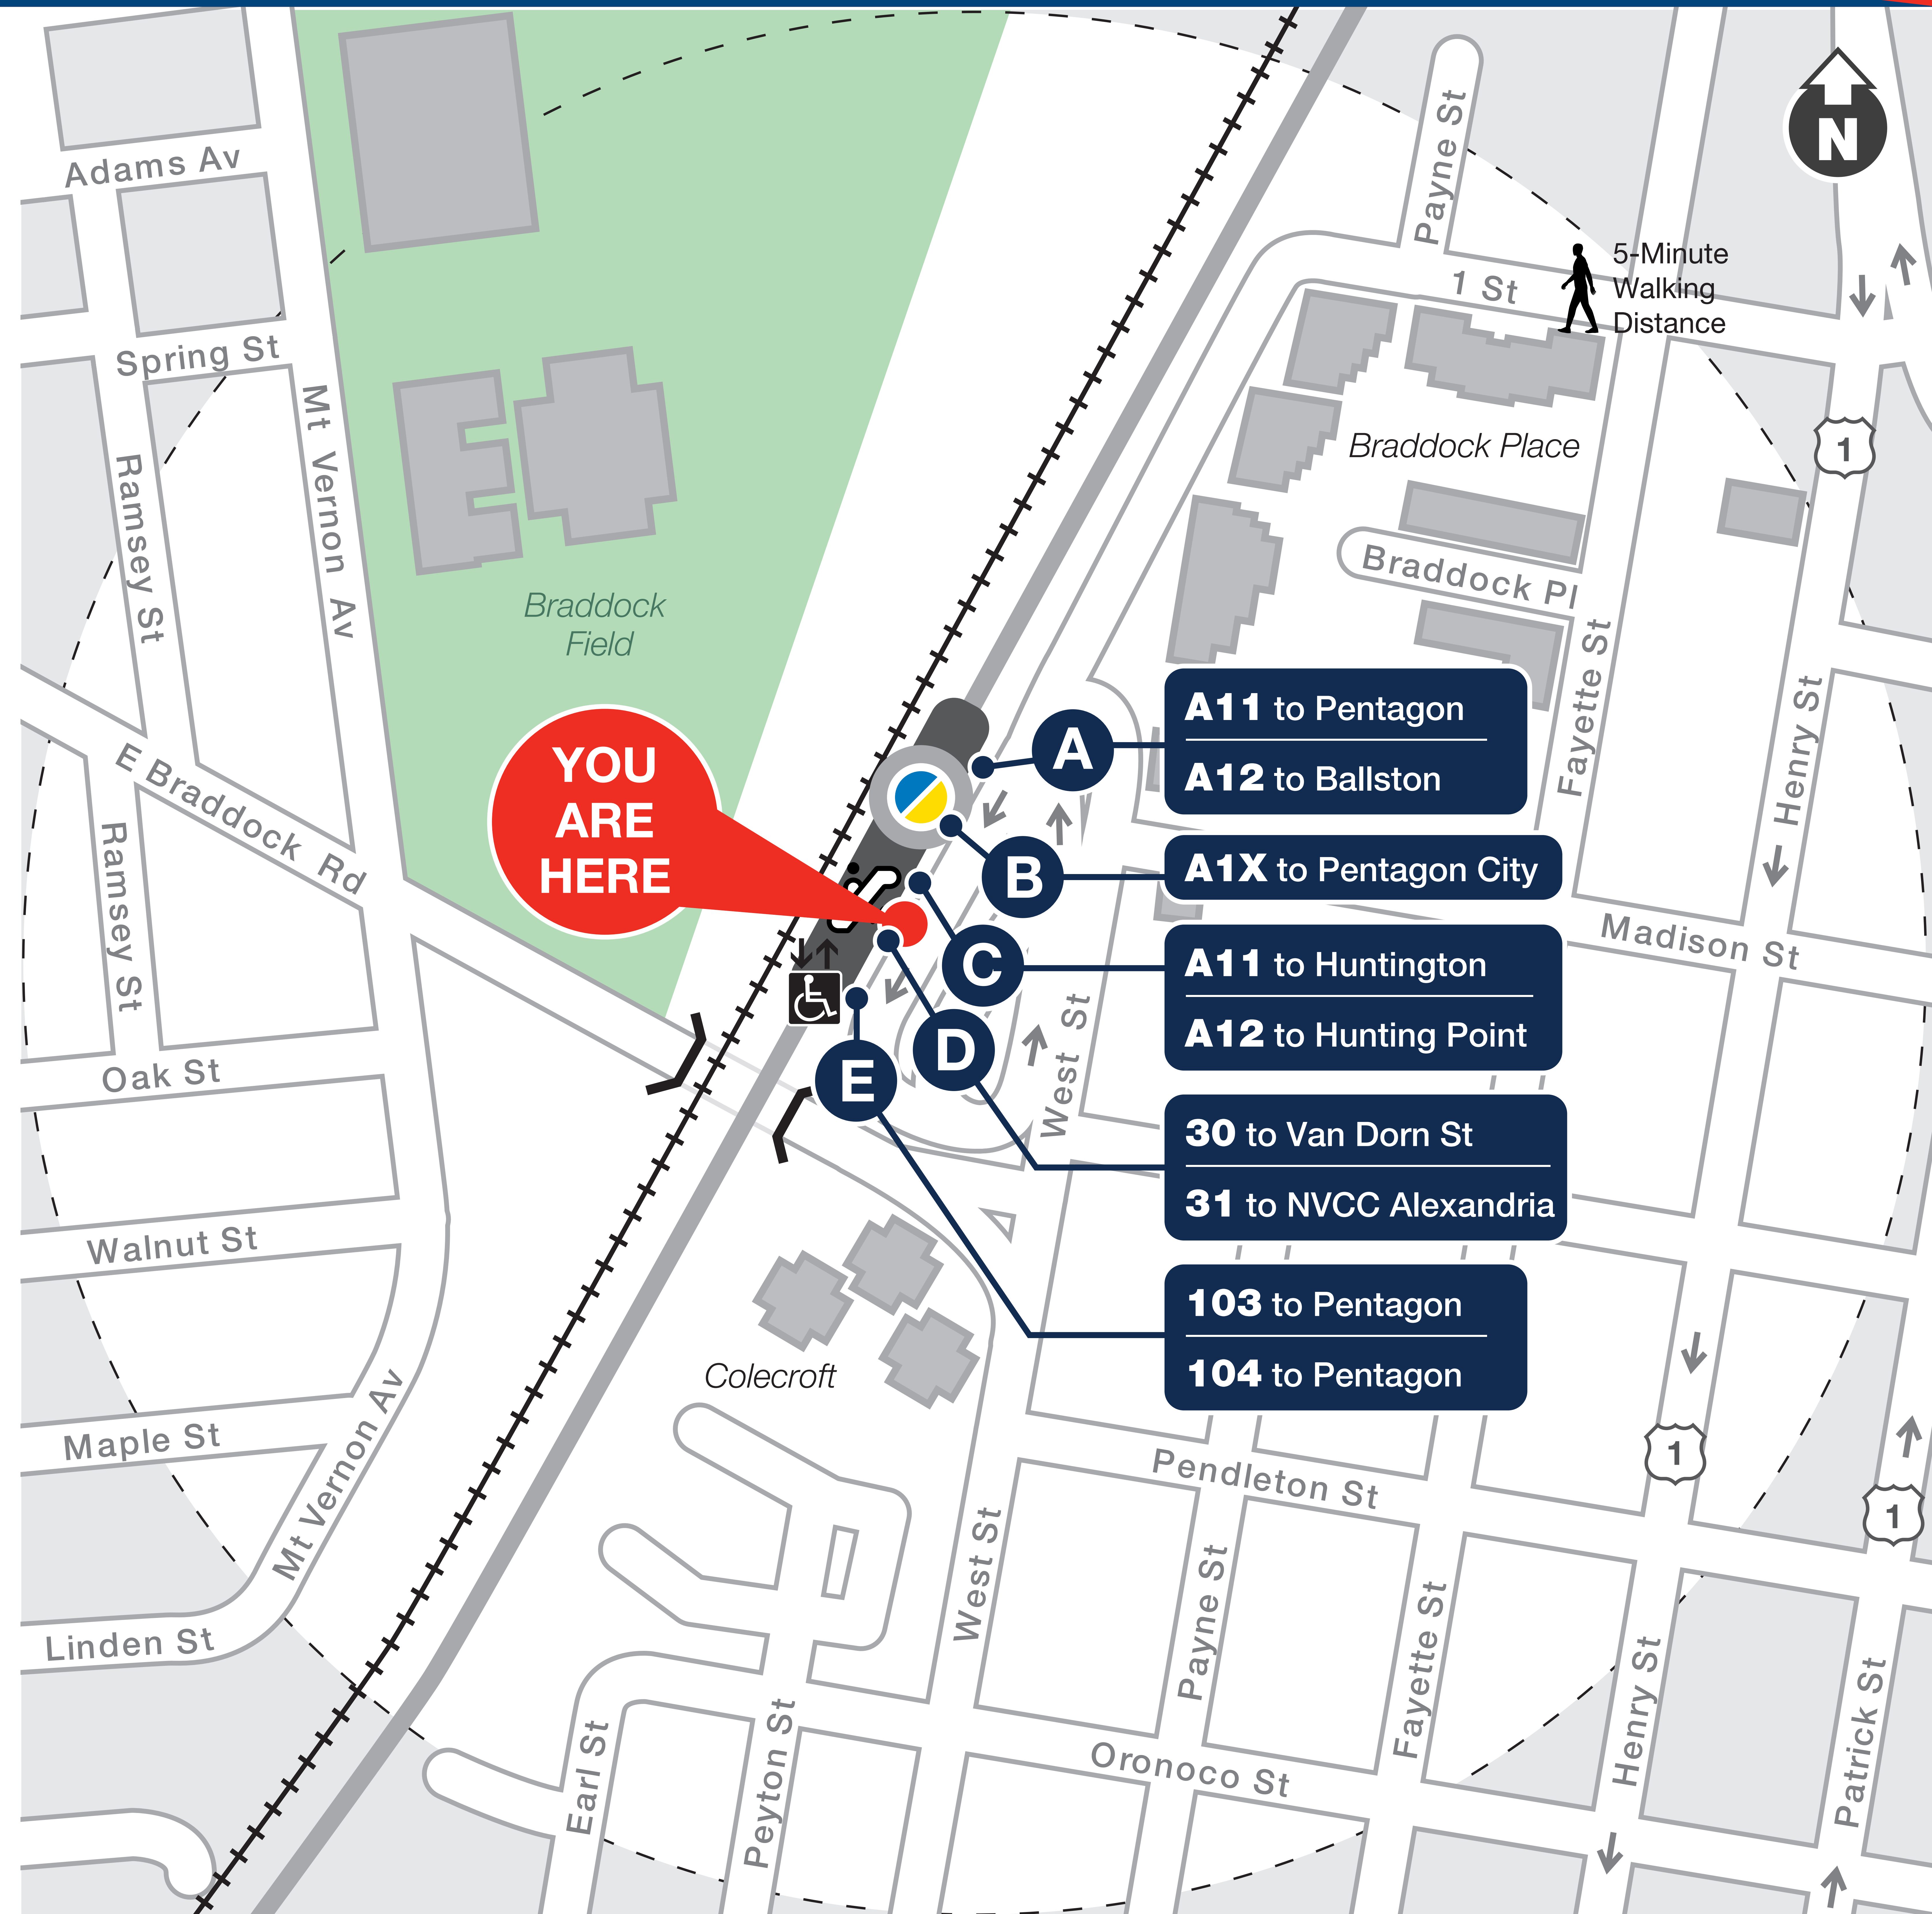 Adams Av
Payne St
N
5-Minute
Walking
Distance
1 St
Spring St
Mt Vernon Av
Ramsey St
1
Braddock Place
Braddock Pl
Braddock
Field
Fayette St
Henry St
A11 to Pentagon
A12 to Ballston
A
YOU
ARE
HERE
E Braddock Rd
B
A1X to Pentagon City
Ramsey St
Madison St
C
A11 to Huntington
A12 to Hunting Point
West St
D
E
Oak St
30 to Van Dorn St
31 to NVCC Alexandria
Walnut St
103 to Pentagon
104 to Pentagon
Colecroft
Maple St
Mt Vernon Av
Pendleton St
1
1
West St
Payne St
Fayette St
Linden St
Henry St
Patrick St
Earl St
Peyton St
Oronoco St